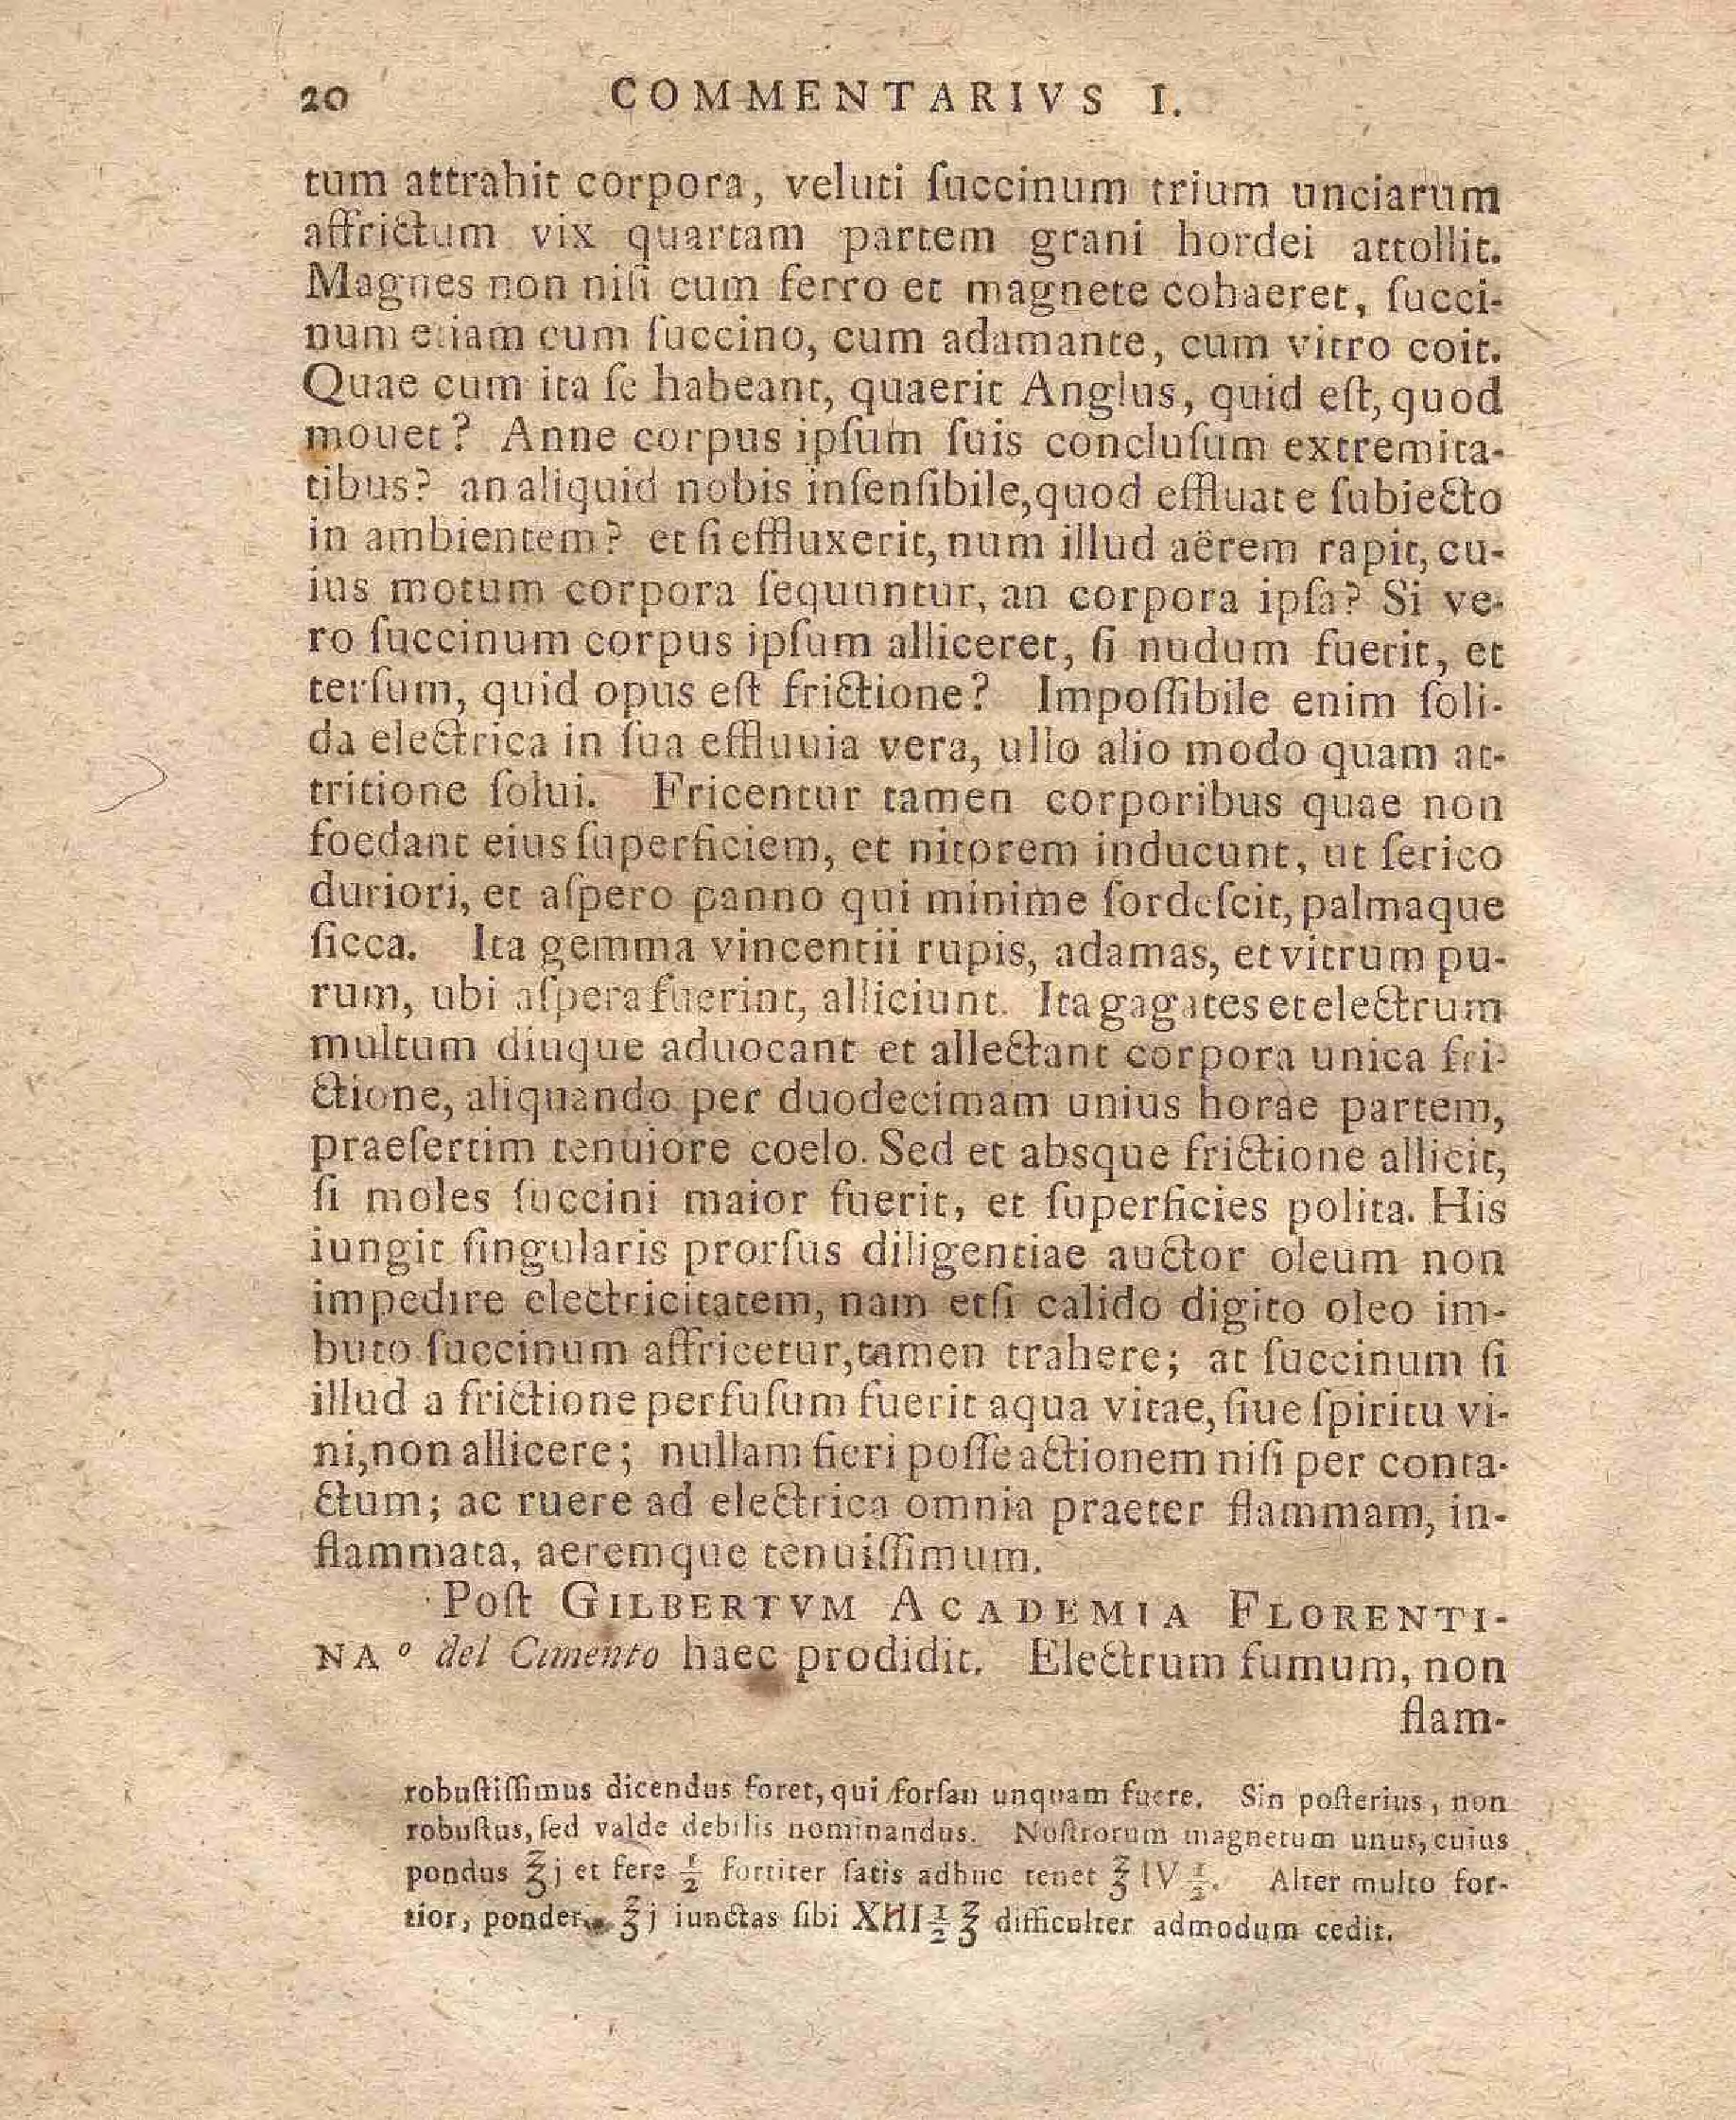 20 COMMENTARIVS I.
tum attrahit corpora, veluti ſuccinum trium unciarum
affrictum vix quartam partem grani hordei attollit.
Magnes non niſi cum ferro et magnete cohaeret, ſucci-
num etiam cum ſuccino, cum adamante, cum vitro coit.
Quae cum ita ſe habeant, quaerit Anglus, quid eſt, quod
mouet? Anne corpus ipſum ſuis concluſum extremita-
tibus? an aliquid nobis inſenſibile, quod effluat e ſubiecto
in ambientem? et ſi effluxerit, num illud aërem rapit, cu-
ius motum corpora ſequuntur, an corpora ipſa? Si ve-
ro ſuccinum corpus ipſum alliceret, ſi nudum fuerit, et
terſum, quid opus eſt frictione? Impoſſibile enim ſoli-
da electrica in ſua effluuia vera, ullo alio modo quam at-
tritione ſolui. Fricentur tamen corporibus quae non
foedant eius ſuperficiem, et nitorem inducunt, ut ſerico
duriori, et aſpero panno qui minime ſordeſcit, palmaque
ſicca. Ita gemma vincentii rupis, adamas, et vitrum pu-
rum, ubi aſpera fuerint, alliciunt. Ita gagates et electrum
multum diuque aduocant et allectant corpora unica fri-
ctione, aliquando per duodecimam unius horae partem,
praeſertim tenuiore coelo. Sed et absque frictione allicit,
ſi moles ſuccini maior fuerit, et ſuperficies polita. His
iungit ſingularis prorſus diligentiae auctor oleum non
impedire electricitatem, nam etſi calido digito oleo im-
buto ſuccinum affricetur, tamen trahere; at ſuccinum ſi
illud a frictione perfuſum fuerit aqua vitae, ſiue ſpiritu vi-
ni, non allicere; nullam fieri poſſe actionem niſi per conta-
ctum; ac ruere ad electrica omnia praeter flammam, in-
flammata, aeremque tenuiſſimum.
Poſt GILBERTVM ACADEMIA FLORENTI-
NA o del Cimento haec prodidit. Electrum fumum, non
flam-
robuſtiſſimus dicendus foret, qui forſan unquam fuere. Sin poſterius, non
robuſtus, ſed valde debilis nominandus. Noſtrorum magnetum unus, cuius
pondus ℥j et fere ½ fortiter ſatis adhuc tenet ℥ IV ½. Alter multo for-
tior, ponder ℥j iunctas ſibi XIII ½ ℥ difficulter admodum cedit.